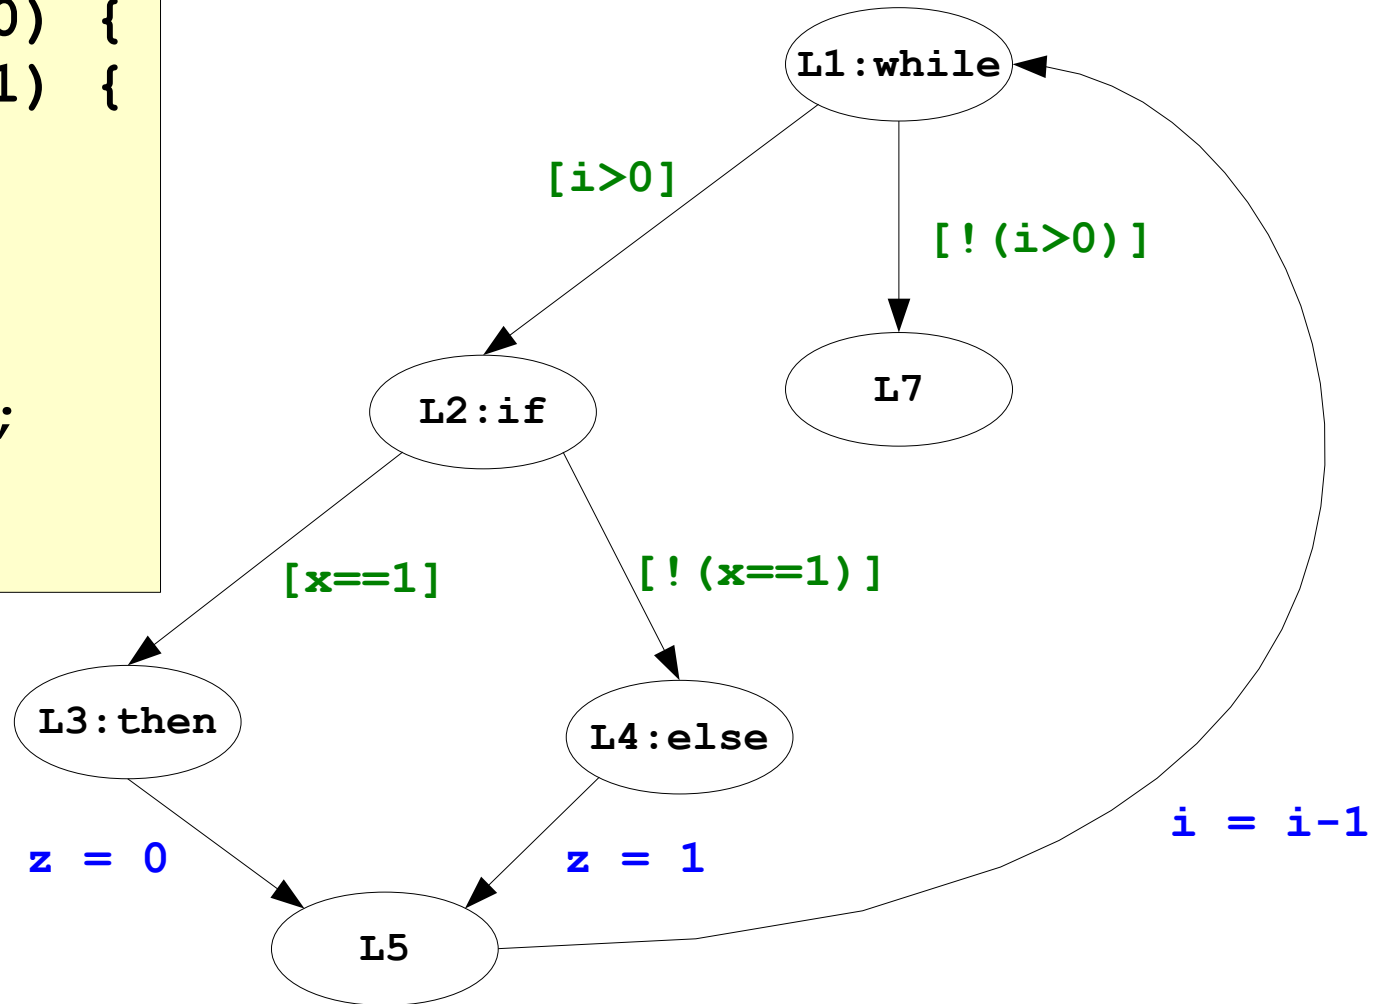 0) {
1) {
;
L1:while
[i>0]
[!(i>0)]
L2:if
L7
[x==1]
[!(x==1)]
L3:then
L4:else
z = 0
z = 1
i = i-1
L5